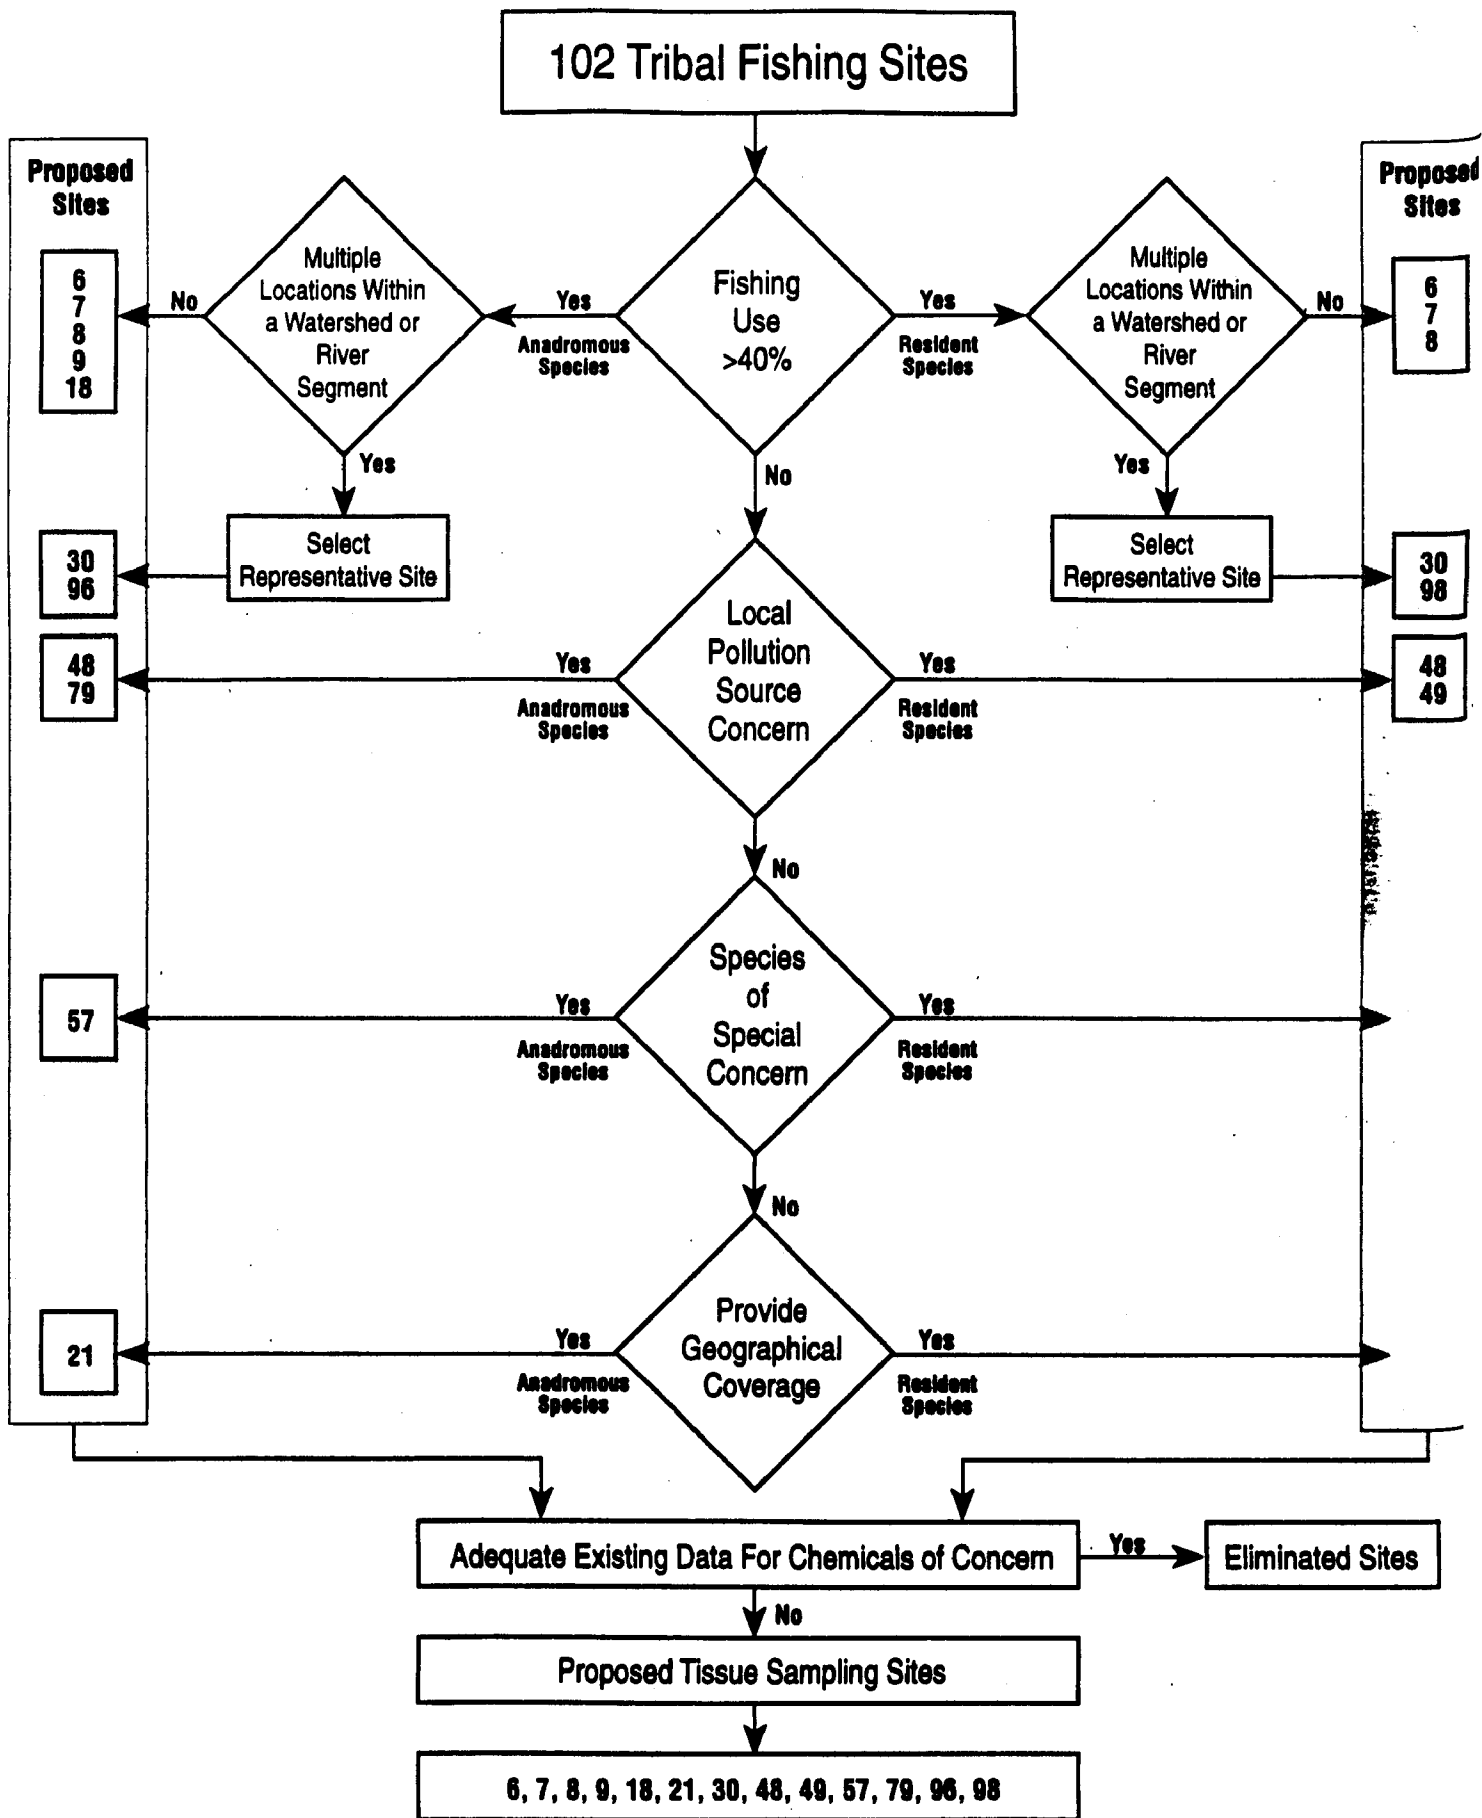 102 Tribal Fishing Sites
Proposed
Sites
6
7
8
9
18
No
Multiple
Locations Within
a Watershed or
River
Segment
Yes
Anadromous
Species
Fishing
Use
>40%
Yes
Resident
Species
Multiple
Locations Within
a Watershed or
River
Segment
No
Proposed
Sites
6
7
8
Yes
No
Yes
30
96
Select
Representative Site
Select
Representative Site
30
98
48
79
Yes
Anadromous
Species
Local
Pollution
Source
Concern
Yes
Resident
Species
48
49
No
57
Yes
Anadromous
Species
Species
of
Special
Concern
Yes
Resident
Species
No
21
Yes
Anadromous
Species
Provide
Geographical
Coverage
Yes
Resident
Species
Adequate Existing Data For Chemicals of Concern
Yes
Eliminated Sites
No
Proposed Tissue Sampling Sites
6, 7, 8, 9, 18, 21, 30, 48, 49, 57, 79, 96, 98